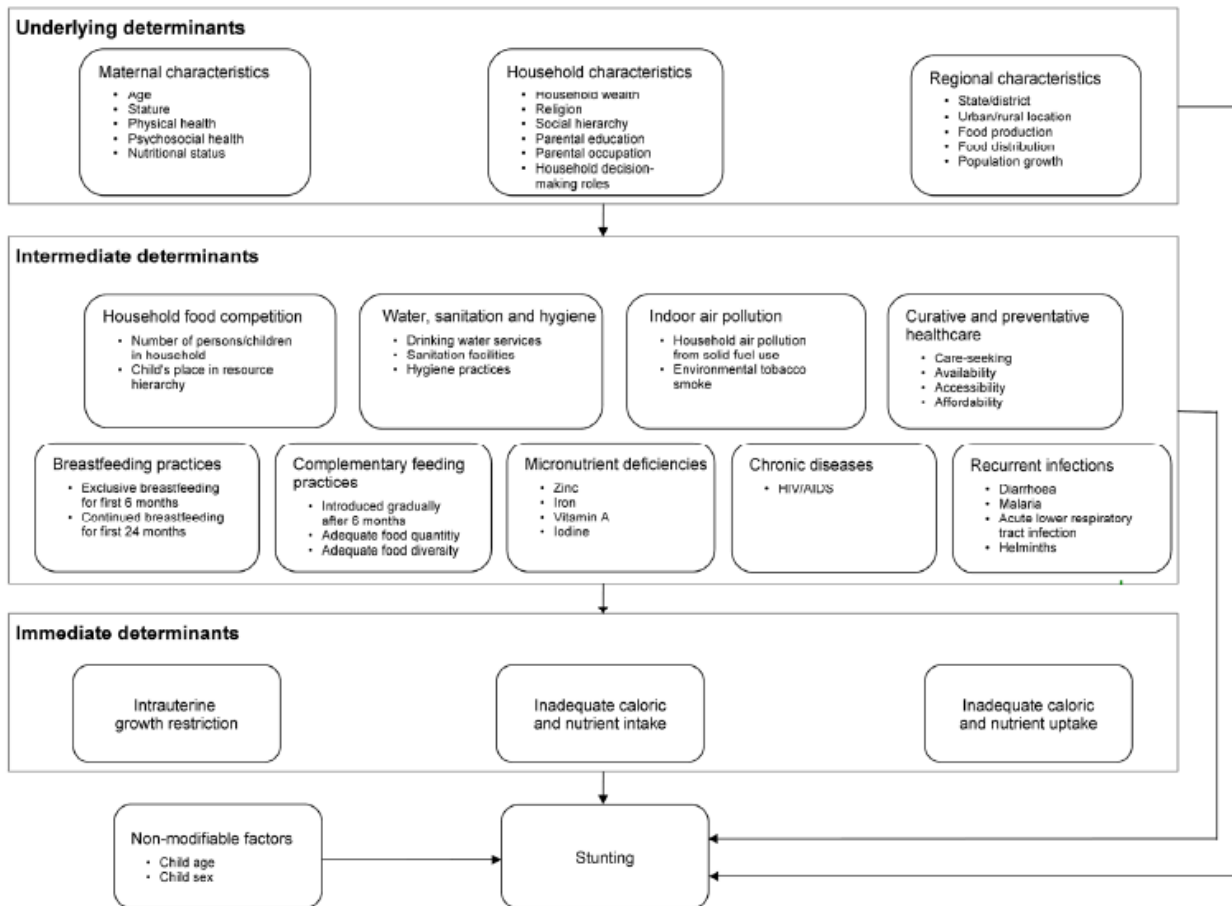 Underlying determinants
Maternal characteristics
• Age
• Stature
• Physical health
• Psychosocial health
• Nutritional status
Household characteristics
• Household wealth
• Religion
• Social hierarchy
• Parental education
• Parental occupation
• Household decision-
making roles
Regional characteristics
• State/district
• Urban/rural location
• Food production
• Food distribution
• Population growth
Intermediate determinants
Household food competition
• Number of persons/children
in household
• Child's place in resource
hierarchy
Water, sanitation and hygiene
• Drinking water services
• Sanitation facilities
• Hygiene practices
Indoor air pollution
• Household air pollution
from solid fuel use
• Environmental tobacco
smoke
Curative and preventative
healthcare
• Care-seeking
• Availability
• Accessibility
• Affordability
Breastfeeding practices
• Exclusive breastfeeding
for first 6 months
• Continued breastfeeding
for first 24 months
Complementary feeding
practices
• Introduced gradually
after 6 months
• Adequate food quantitiy
• Adequate food diversity
Micronutrient deficiencies
• Zinc
• Iron
• Vitamin A
• Iodine
Chronic diseases
• HIV/AIDS
Recurrent infections
• Diarrhoea
• Malaria
• Acute lower respiratory
tract infection
• Helminths
Immediate determinants
Intrauterine
growth restriction
Inadequate caloric
and nutrient intake
Inadequate caloric
and nutrient uptake
Non-modifiable factors
• Child age
• Child sex
Stunting